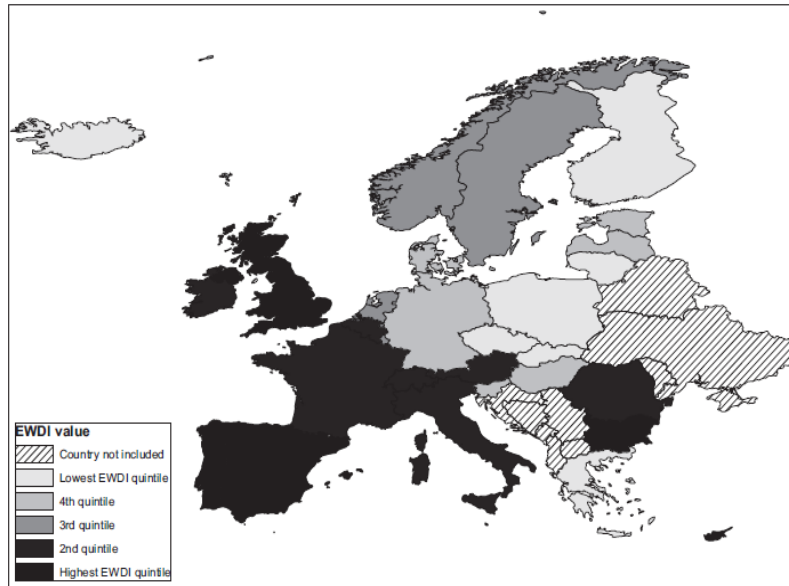 EWDI value
Country not included
Lowest EWDI quintile
4th quintile
3rd quintile
2nd quintile
Highest EWDI quintile